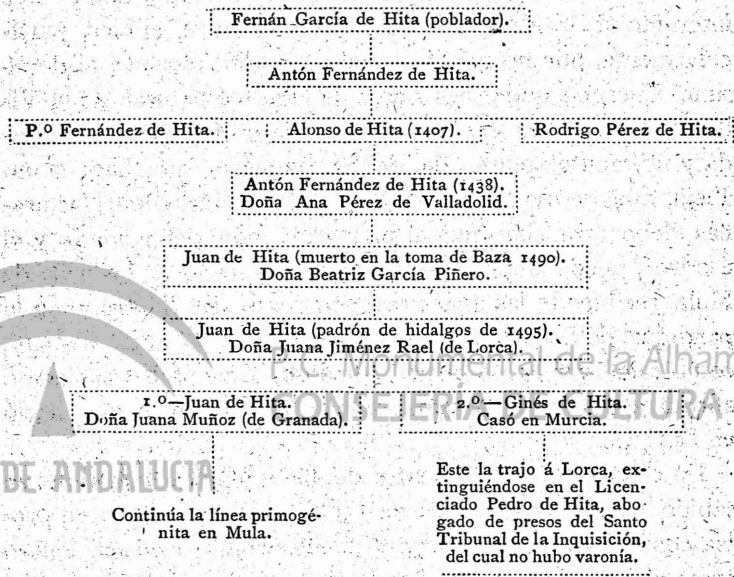 Fernán García de Hita (poblador).
Antón Fernández de Hita.
P.º Fernández de Hita.
Alonso de Hita (1407).
Rodrigo Pérez de Hita.
Antón Fernández de Hita (1438).
Doña Ana Pérez de Valladolid.
Juan de Hita (muerto en la toma de Baza 1490).
Doña Beatriz García Piñero.
Juan de Hita (padrón de hidalgos de 1495).
Doña Juana Jiménez Rael (de Lorca).
P.C. Monumental de la Alham
CONSEJERÍA DE CULTURA
1.º—Juan de Hita.
Doña Juana Muñoz (de Granada).
2.º—Ginés de Hita.
Casó en Murcia.
DE ANDALUCIA
Continúa la línea primogé-
nita en Mula.
Este la trajo á Lorca, ex-
tinguiéndose en el Licen-
ciado Pedro de Hita, abo-
gado de presos del Santo
Tribunal de la Inquisición,
del cual no hubo varonía.